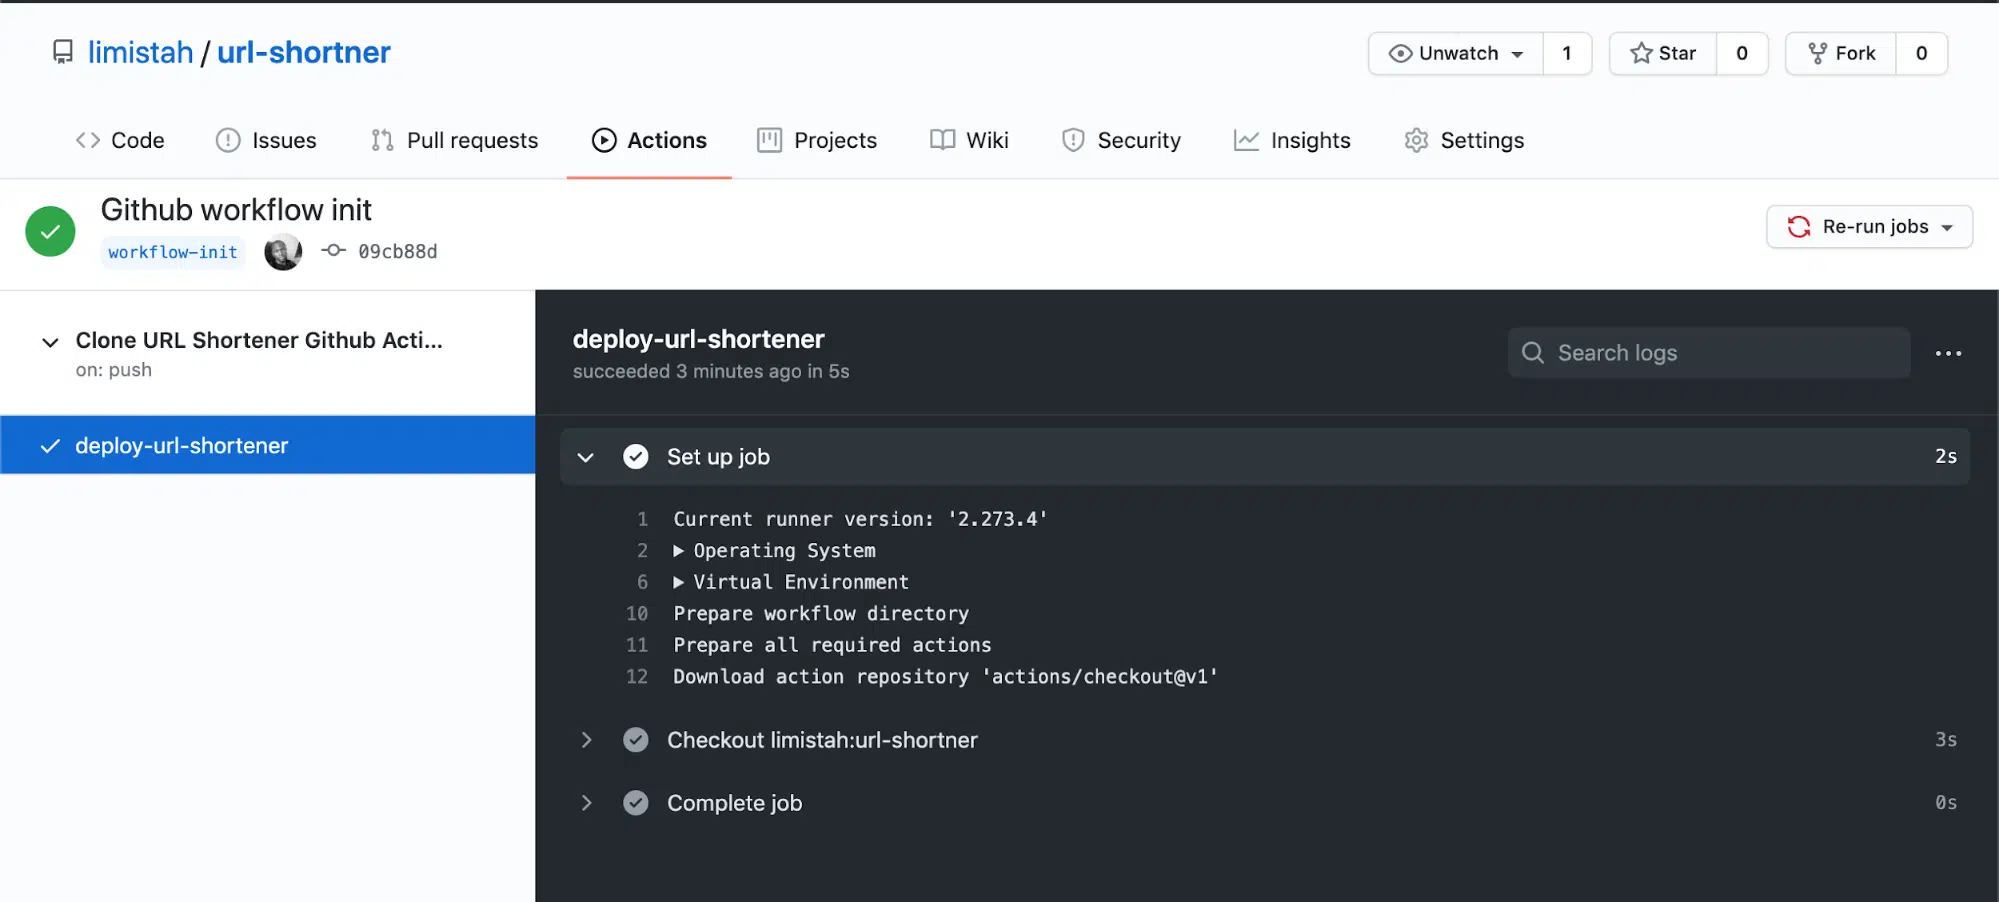 limistah / url-shortner
Unwatch 1 Star 0 Fork 0
Code Issues Pull requests Actions Projects Wiki Security Insights Settings
Github workflow init
workflow-init 09cb88d
Re-run jobs
Clone URL Shortener Github Acti...
on: push
deploy-url-shortener
deploy-url-shortener
succeeded 3 minutes ago in 5s
Search logs
Set up job 2s
1 Current runner version: '2.273.4'
2 Operating System
6 Virtual Environment
10 Prepare workflow directory
11 Prepare all required actions
12 Download action repository 'actions/checkout@v1'
Checkout limistah:url-shortner 3s
Complete job 0s